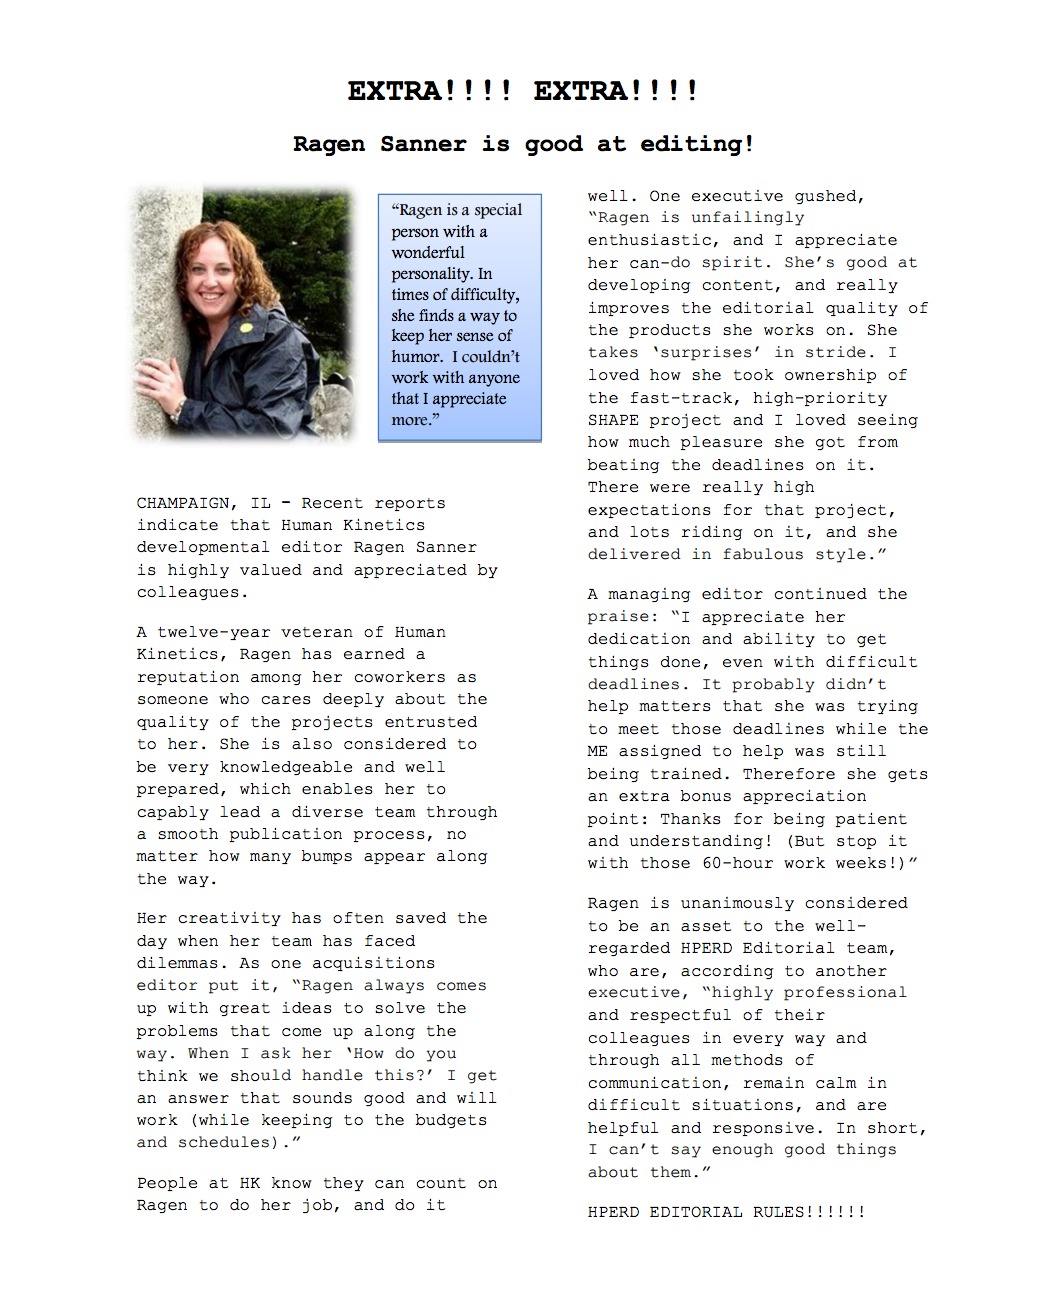 EXTRA!!!! EXTRA!!!!
Ragen Sanner is good at editing!
“Ragen is a special
person with a
wonderful
personality. In
times of difficulty,
she finds a way to
keep her sense of
humor.  I couldn’t
work with anyone
that I appreciate
more.”
CHAMPAIGN, IL – Recent reports
indicate that Human Kinetics
developmental editor Ragen Sanner
is highly valued and appreciated by
colleagues.
A twelve-year veteran of Human
Kinetics, Ragen has earned a
reputation among her coworkers as
someone who cares deeply about the
quality of the projects entrusted
to her. She is also considered to
be very knowledgeable and well
prepared, which enables her to
capably lead a diverse team through
a smooth publication process, no
matter how many bumps appear along
the way.
Her creativity has often saved the
day when her team has faced
dilemmas. As one acquisitions
editor put it, “Ragen always comes
up with great ideas to solve the
problems that come up along the
way. When I ask her ‘How do you
think we should handle this?’ I get
an answer that sounds good and will
work (while keeping to the budgets
and schedules).”
People at HK know they can count on
Ragen to do her job, and do it
well. One executive gushed,
“Ragen is unfailingly
enthusiastic, and I appreciate
her can-do spirit. She’s good at
developing content, and really
improves the editorial quality of
the products she works on. She
takes ‘surprises’ in stride. I
loved how she took ownership of
the fast-track, high-priority
SHAPE project and I loved seeing
how much pleasure she got from
beating the deadlines on it.
There were really high
expectations for that project,
and lots riding on it, and she
delivered in fabulous style.”
A managing editor continued the
praise: “I appreciate her
dedication and ability to get
things done, even with difficult
deadlines. It probably didn’t
help matters that she was trying
to meet those deadlines while the
ME assigned to help was still
being trained. Therefore she gets
an extra bonus appreciation
point: Thanks for being patient
and understanding! (But stop it
with those 60-hour work weeks!)”
Ragen is unanimously considered
to be an asset to the well-
regarded HPERD Editorial team,
who are, according to another
executive, “highly professional
and respectful of their
colleagues in every way and
through all methods of
communication, remain calm in
difficult situations, and are
helpful and responsive. In short,
I can’t say enough good things
about them.”
HPERD EDITORIAL RULES!!!!!!